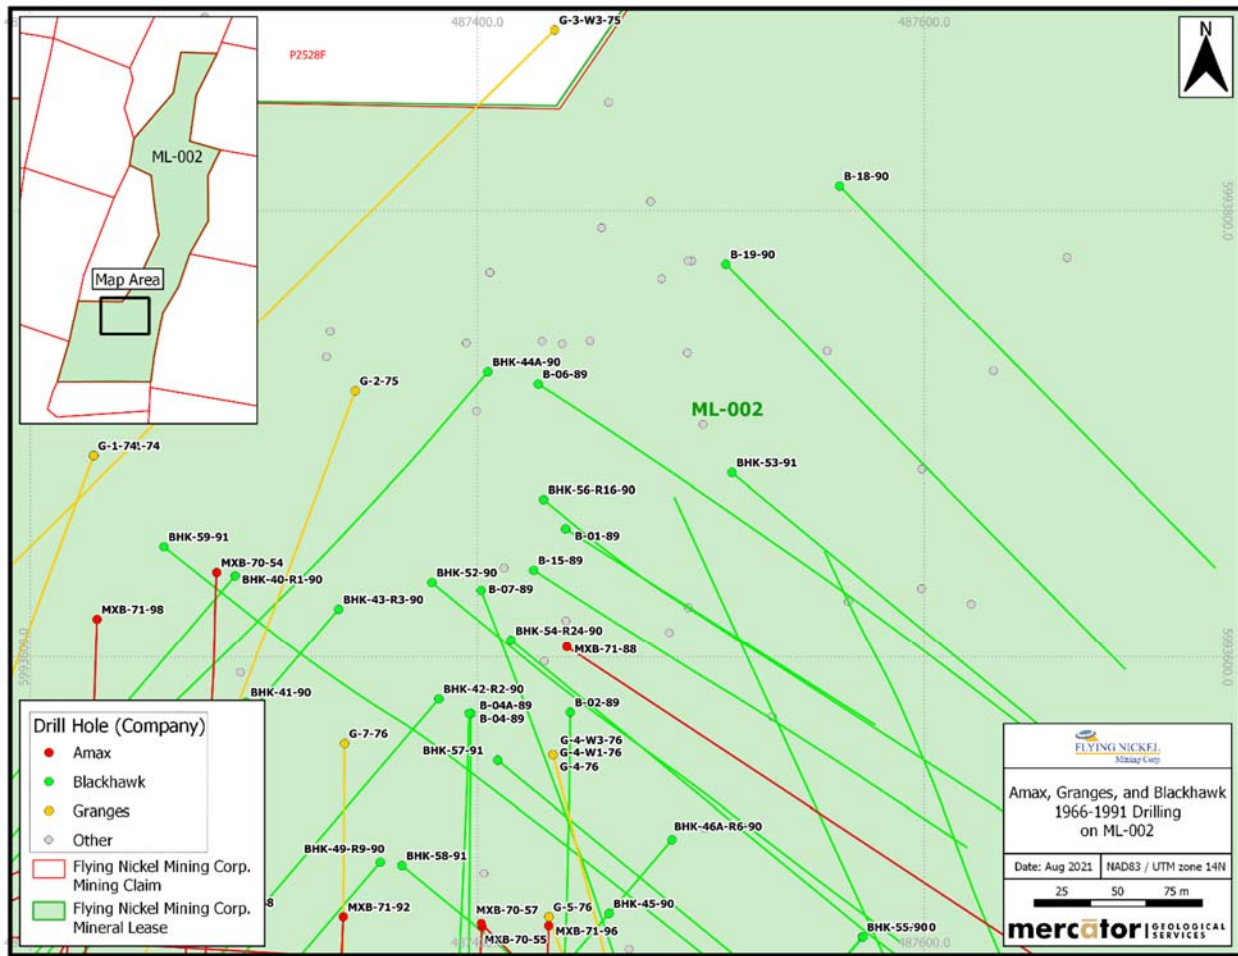 487400.0
487600.0
G-3-W3-75
N
P2528F
ML-002
B-18-90
5993800.0
B-19-90
Map Area
BHK-44A-90
B-06-89
G-2-75
ML-002
G-1-74
BHK-53-91
BHK-56-R16-90
B-01-89
BHK-59-91
MXB-70-54
BHK-40-R1-90
B-15-89
BHK-52-90
B-07-89
BHK-43-R3-90
MXB-71-98
BHK-54-R24-90
MXB-71-88
5993600.0
5993600.0
BHK-41-90
BHK-42-R2-90
B-04A-89
B-04-89
B-02-89
G-7-76
BHK-57-91
G-4-W3-76
G-4-W1-76
G-4-76
BHK-46A-R6-90
BHK-49-R9-90
BHK-58-91
MXB-71-92
MXB-70-57
MXB-70-55
G-5-76
MXB-71-96
BHK-45-90
BHK-55-90
487400.0
Drill Hole (Company)
Amax
Blackhawk
Granges
Other
Flying Nickel Mining Corp.
Mining Claim
Flying Nickel Mining Corp.
Mineral Lease
FLYING NICKEL
Mining Corp.
Amax, Granges, and Blackhawk
1966-1991 Drilling
on ML-002
Date: Aug 2021
NAD83 / UTM zone 14N
25 50 75 m
mercator GEOLOGICAL
SERVICES